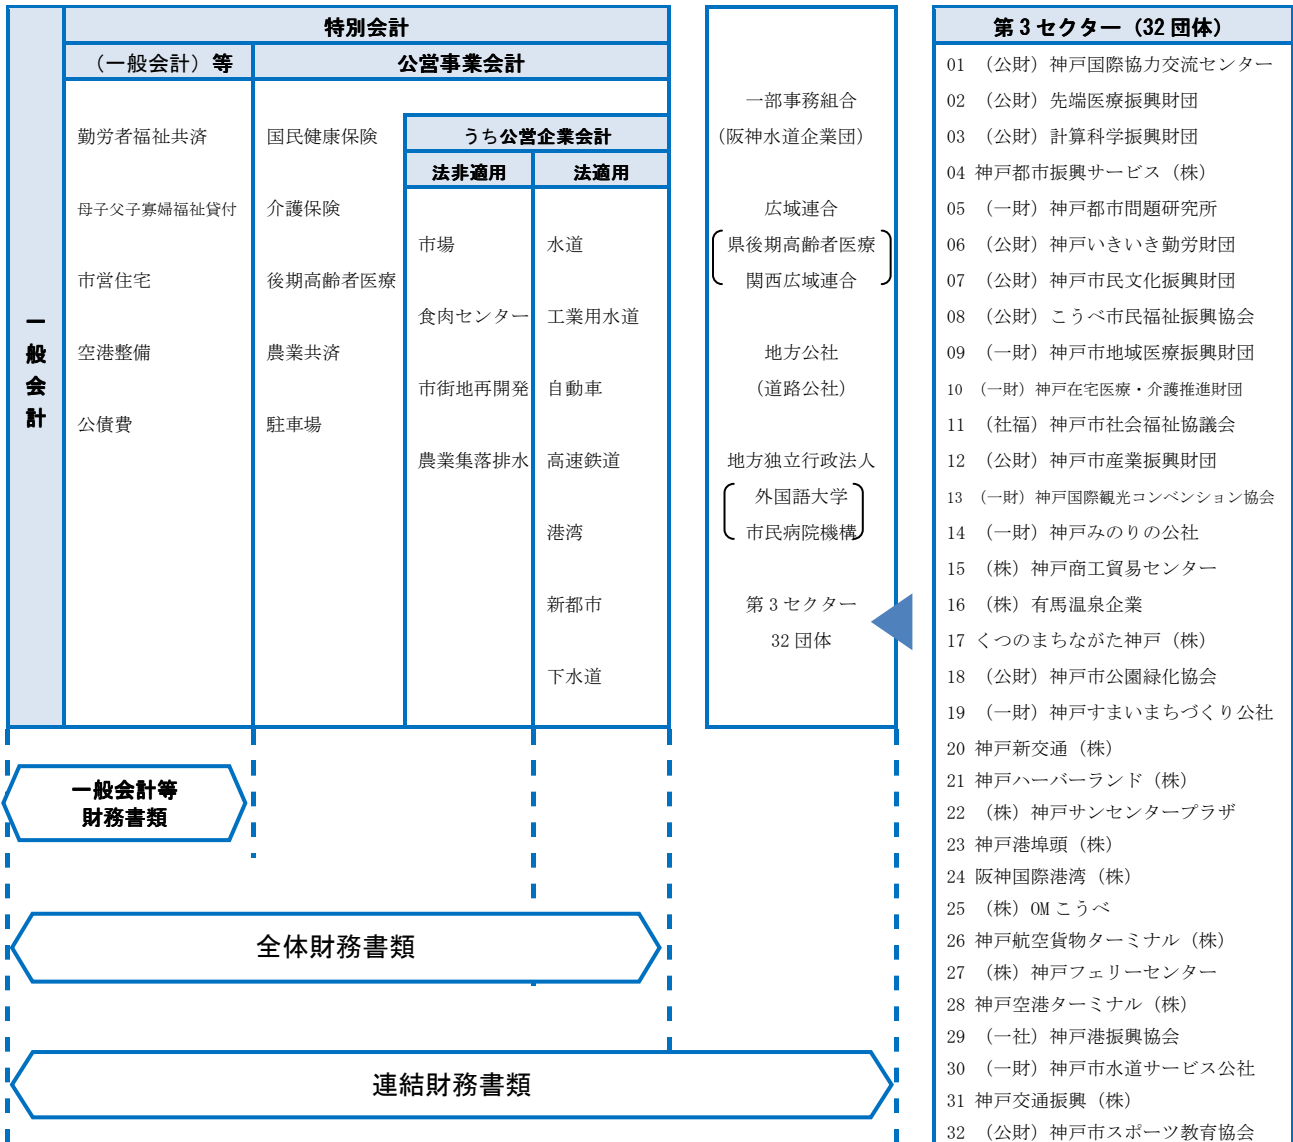 一般会計
特別会計
（一般会計）等
公営事業会計
勤労者福祉共済
母子父子寡婦福祉貸付
市営住宅
空港整備
公債費
国民健康保険
介護保険
後期高齢者医療
農業共済
駐車場
うち公営企業会計
法非適用
法適用
市場
食肉センター
市街地再開発
農業集落排水
水道
工業用水道
自動車
高速鉄道
港湾
新都市
下水道
一部事務組合
（阪神水道企業団）
広域連合
県後期高齢者医療
関西広域連合
地方公社
（道路公社）
地方独立行政法人
外国語大学
市民病院機構
第３セクター
32 団体
一般会計等
財務書類
全体財務書類
連結財務書類
第３セクター（32 団体）
01 （公財）神戸国際協力交流センター
02 （公財）先端医療振興財団
03 （公財）計算科学振興財団
04 神戸都市振興サービス（株）
05 （一財）神戸都市問題研究所
06 （公財）神戸いきいき勤労財団
07 （公財）神戸市民文化振興財団
08 （公財）こうべ市民福祉振興協会
09 （一財）神戸市地域医療振興財団
10 （一財）神戸在宅医療・介護推進財団
11 （社福）神戸市社会福祉協議会
12 （公財）神戸市産業振興財団
13 （一財）神戸国際観光コンベンション協会
14 （一財）神戸みのりの公社
15 （株）神戸商工貿易センター
16 （株）有馬温泉企業
17 くつのまちながた神戸（株）
18 （公財）神戸市公園緑化協会
19 （一財）神戸すまいまちづくり公社
20 神戸新交通（株）
21 神戸ハーバーランド（株）
22 （株）神戸サンセンタープラザ
23 神戸港埠頭（株）
24 阪神国際港湾（株）
25 （株）OM こうべ
26 神戸航空貨物ターミナル（株）
27 （株）神戸フェリーセンター
28 神戸空港ターミナル（株）
29 （一社）神戸港振興協会
30 （一財）神戸市水道サービス公社
31 神戸交通振興（株）
32 （公財）神戸市スポーツ教育協会